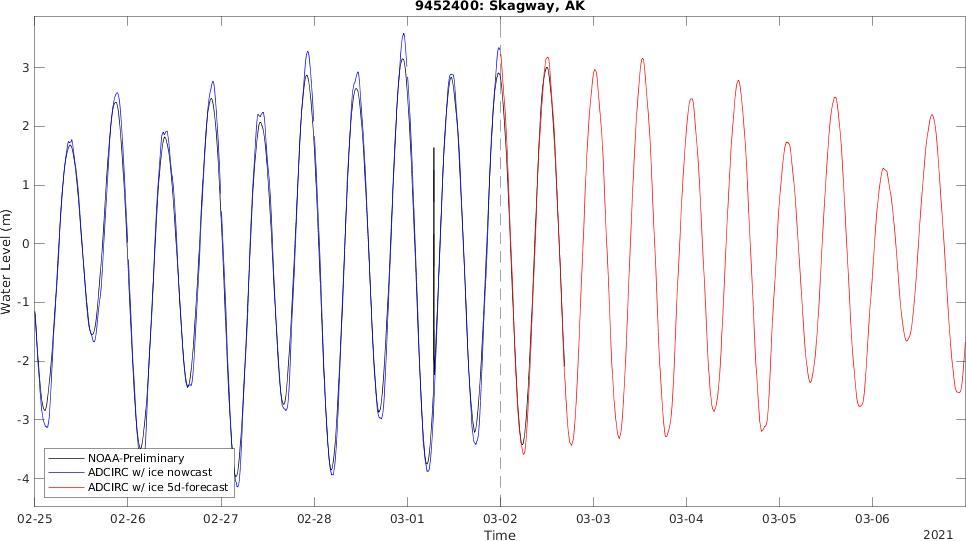 9452400: Skagway, AK
Water Level (m)
3
2
1
0
-1
-2
-3
-4
NOAA-Preliminary
ADCIRC w/ ice nowcast
ADCIRC w/ ice 5d-forecast
02-25 02-26 02-27 02-28 03-01 03-02 03-03 03-04 03-05 03-06
Time
2021